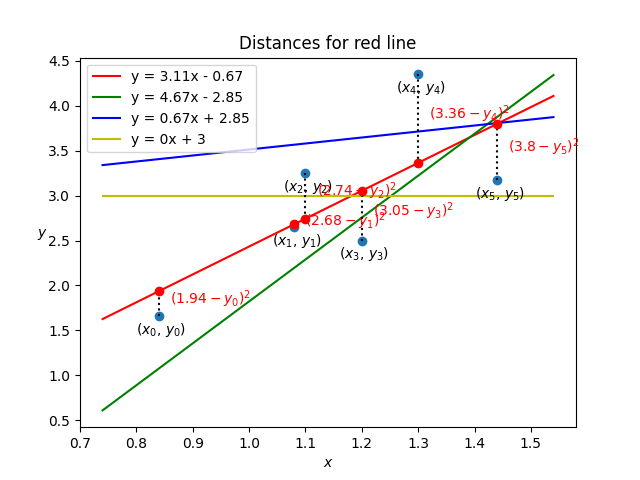 Distances for red line
y = 3.11x - 0.67
y = 4.67x - 2.85
y = 0.67x + 2.85
y = 0x + 3
4.5
4.0
3.5
3.0
2.5
2.0
1.5
1.0
0.5
y
(x₄, y₄)
(3.36 − y₄)²
(3.8 − y₅)²
(x₂, y₂)
(2.74 − y₂)²
(x₅, y₅)
(3.05 − y₃)²
(2.68 − y₁)²
(x₁, y₁)
(x₃, y₃)
(1.94 − y₀)²
(x₀, y₀)
0.7 0.8 0.9 1.0 1.1 1.2 1.3 1.4 1.5
x